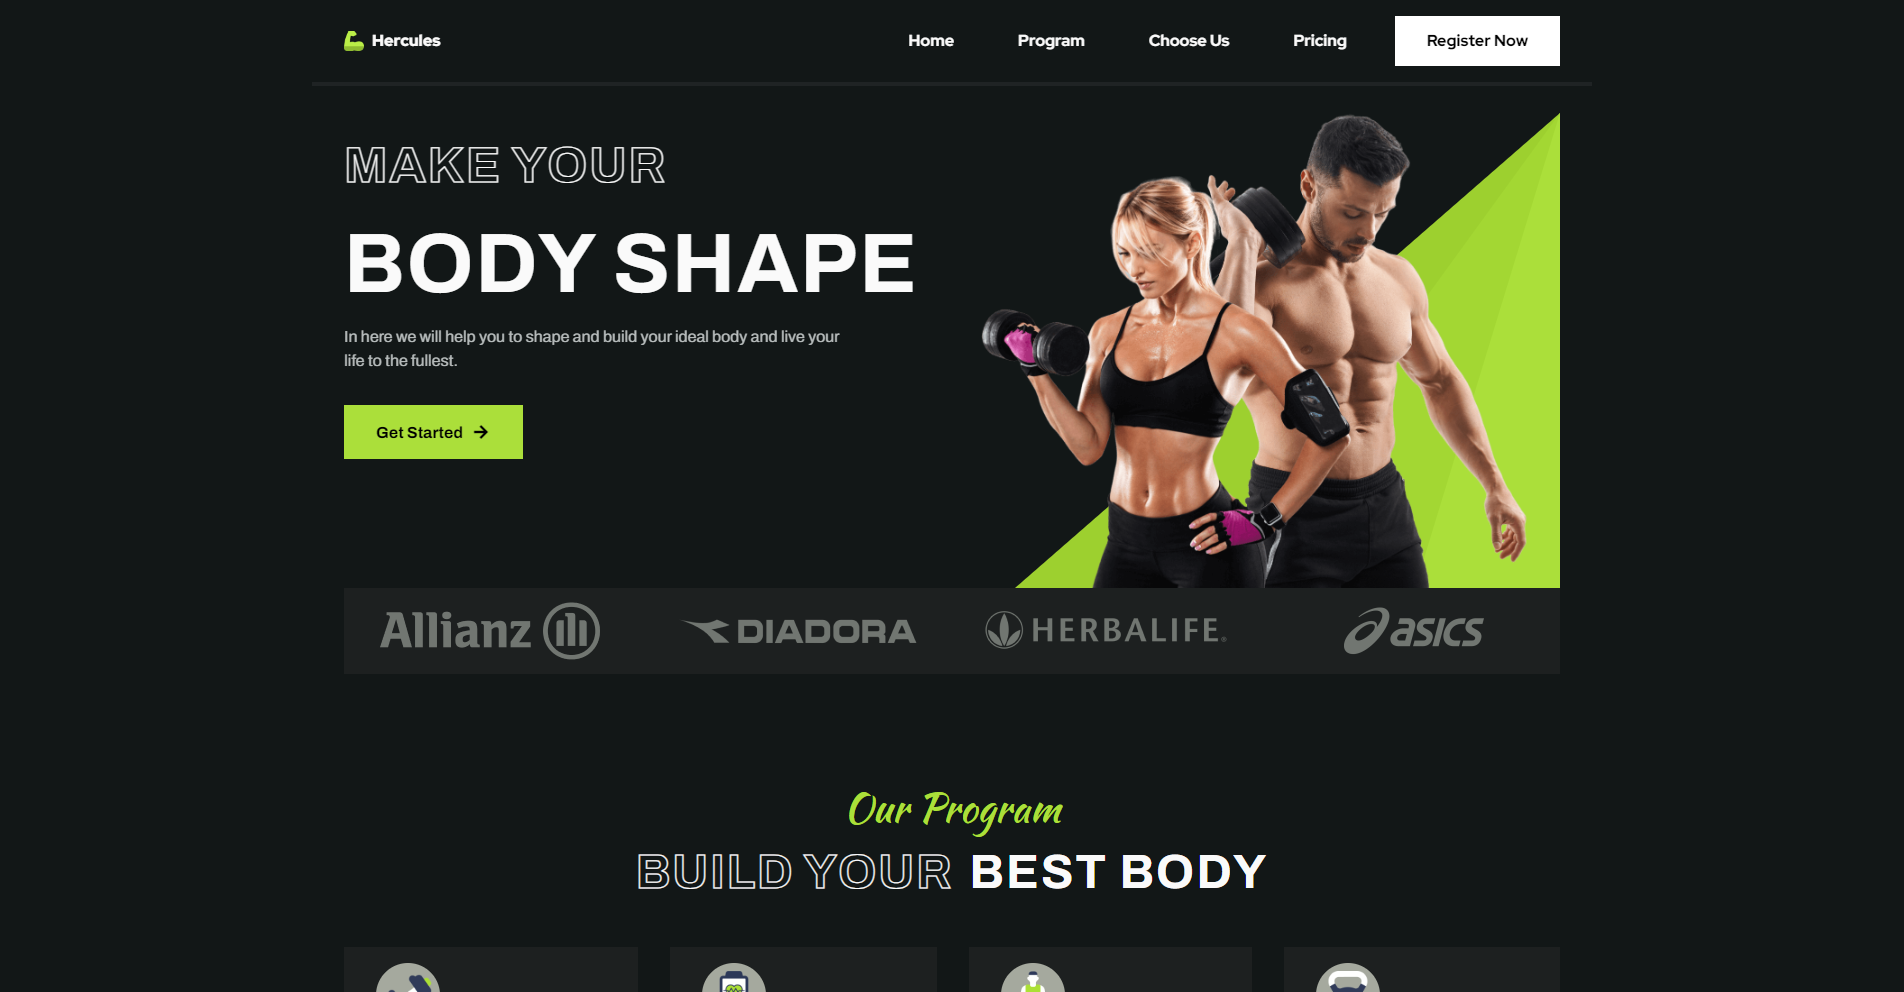 Hercules
Home
Program
Choose Us
Pricing
Register Now
MAKE YOUR
BODY SHAPE
In here we will help you to shape and build your ideal body and live your
life to the fullest.
Get Started
Allianz
DIADORA
HERBALIFE
asics
Our Program
BUILD YOUR BEST BODY